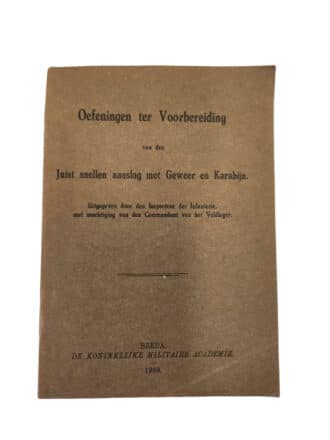 Oefeningen ter Voorbereiding
van den
Juist snellen aanslag met Geweer en Karabijn.
Uitgegeven door den Inspecteur der Infanterie,
met machtiging van den Commandant van het Veldleger.
BREDA.
DE KONINKLIJKE MILITAIRE ACADEMIE.